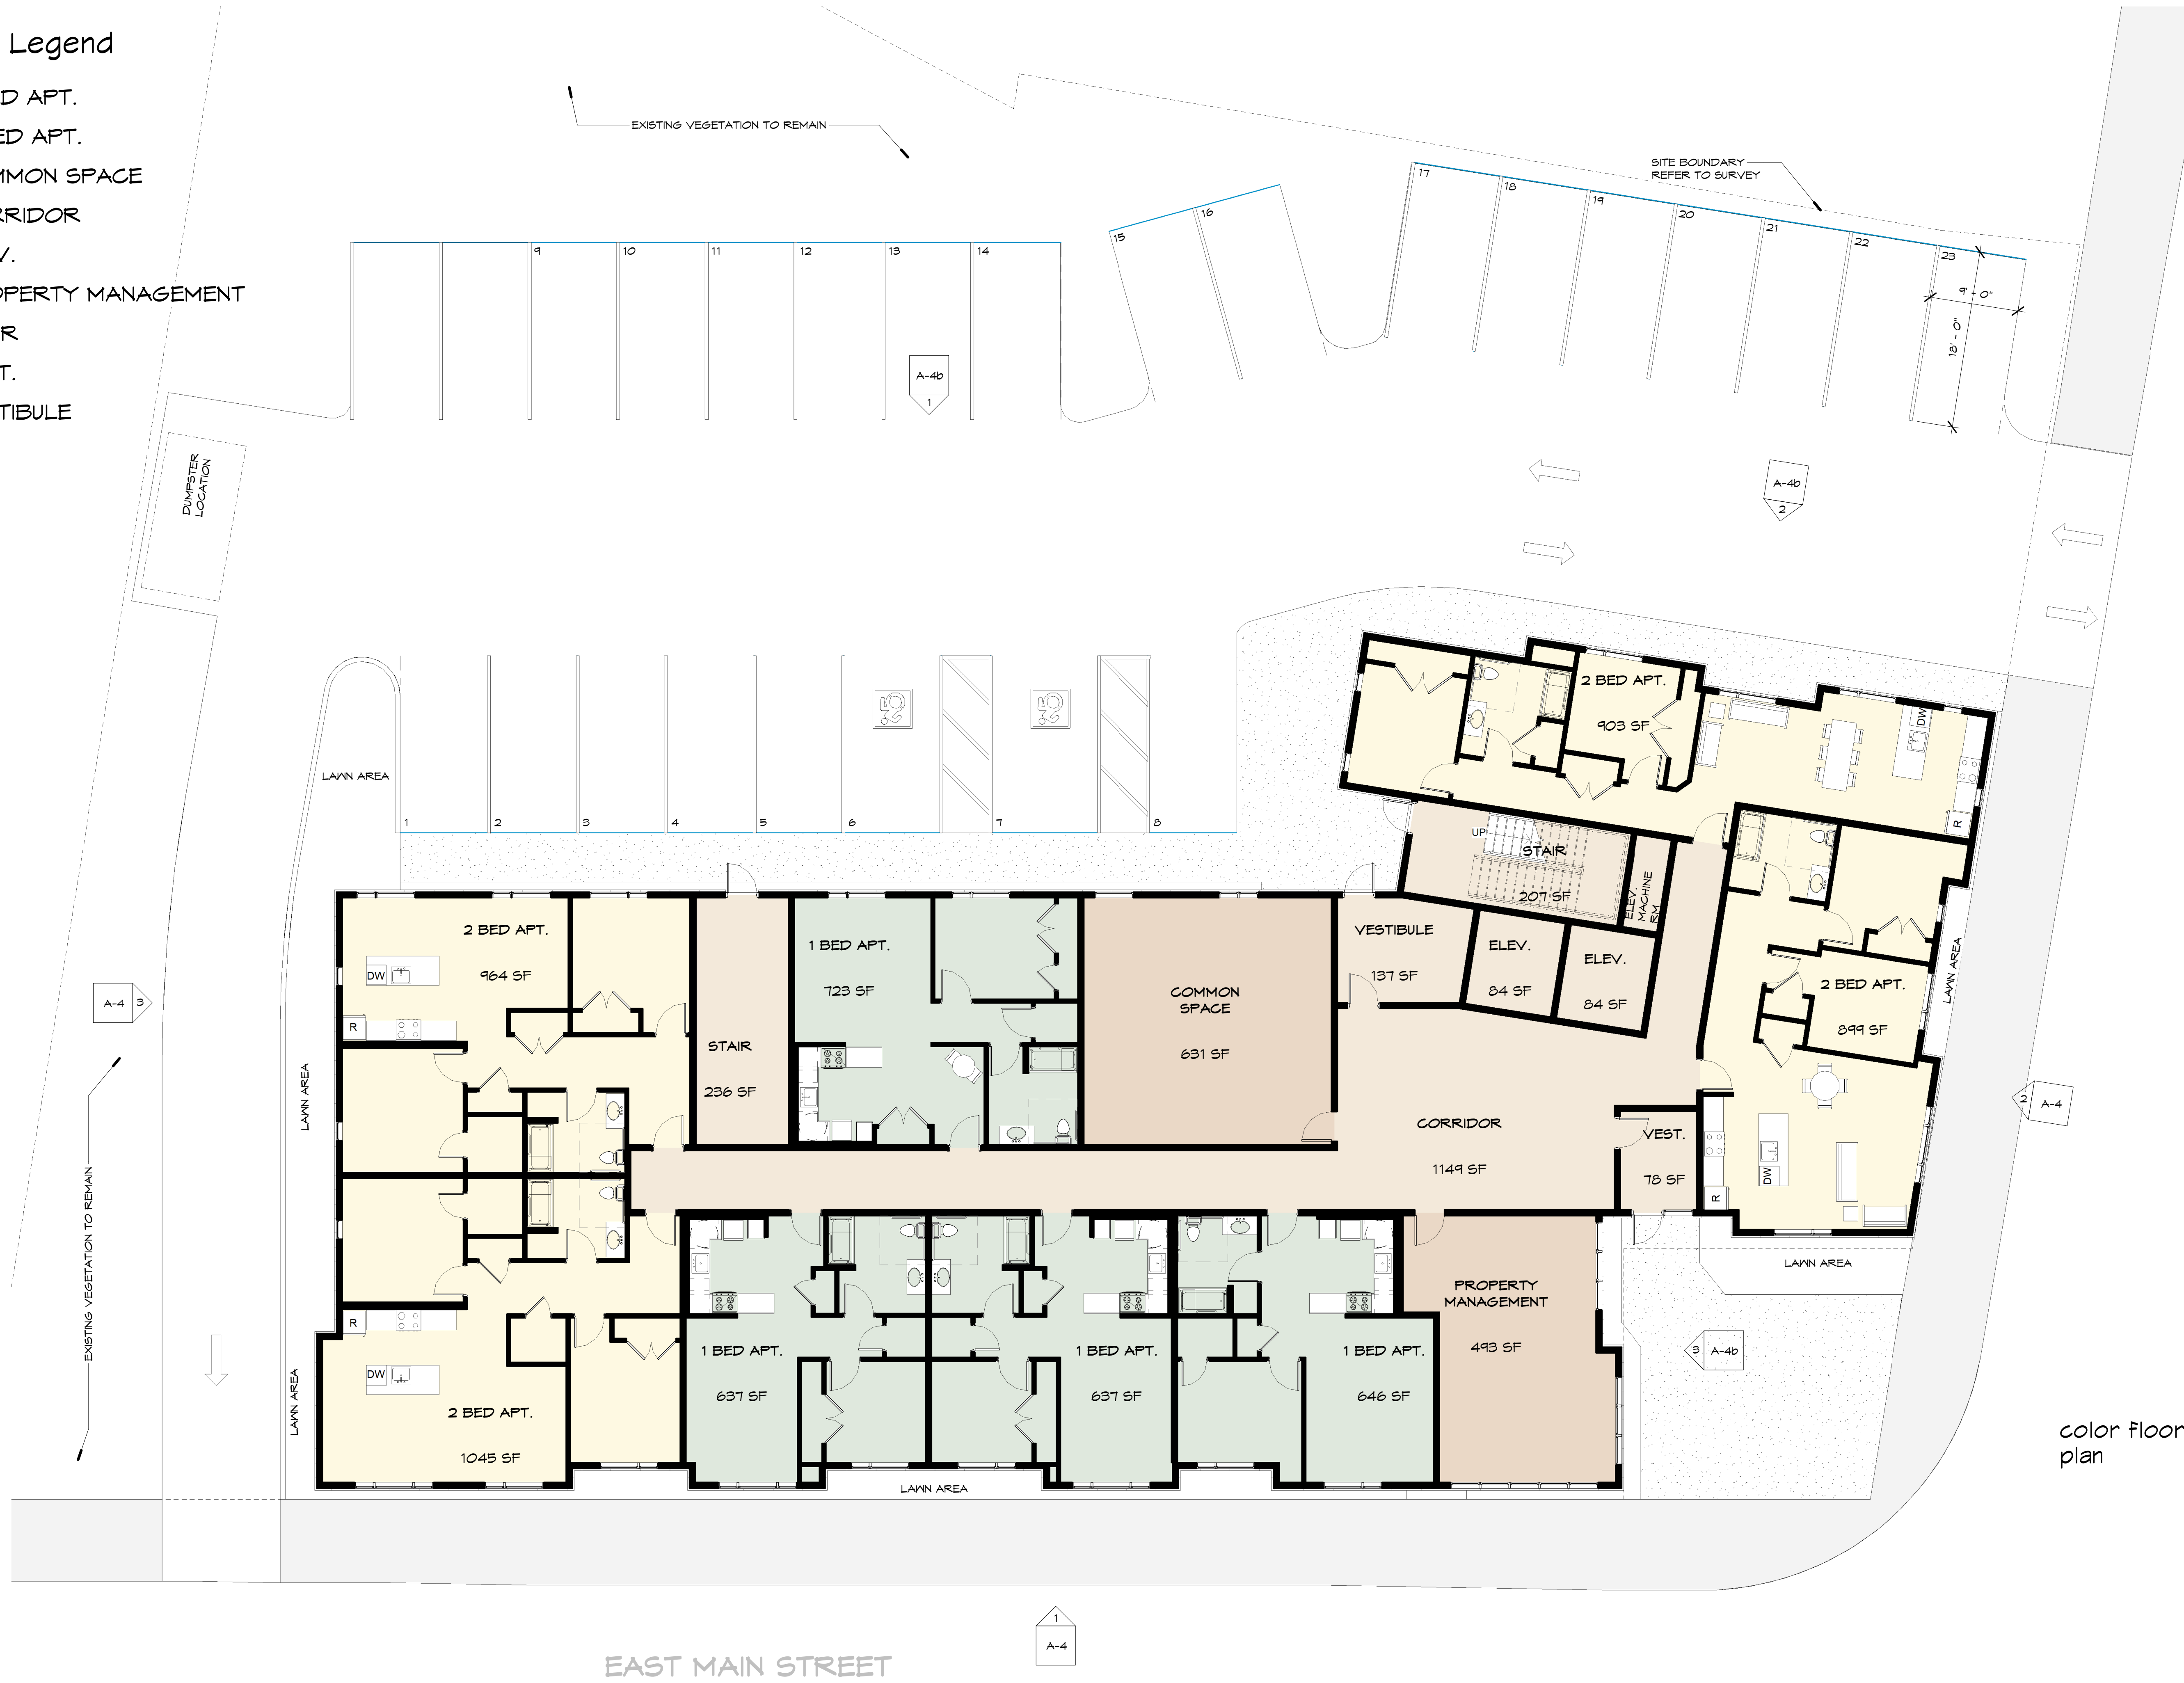 Legend
D APT.
ED APT.
MMON SPACE
RRIDOR
V.
OPERTY MANAGEMENT
R
T.
TIBULE
EXISTING VEGETATION TO REMAIN
SITE BOUNDARY
REFER TO SURVEY
9
10
11
12
13
14
15
16
17
18
19
20
21
22
23
9' - 0"
18' - 0"
A-4b
1
A-4b
2
DUMPSTER
LOCATION
LAWN AREA
1
2
3
4
5
6
7
8
2 BED APT.
903 SF
DW
R
UP
STAIR
207 SF
ELEV.
MACHINE
RM
2 BED APT.
964 SF
DW
R
STAIR
236 SF
1 BED APT.
723 SF
COMMON
SPACE
631 SF
VESTIBULE
137 SF
ELEV.
84 SF
ELEV.
84 SF
2 BED APT.
899 SF
DW
R
LAWN AREA
A-4
3
LAWN AREA
EXISTING VEGETATION TO REMAIN
CORRIDOR
1149 SF
VEST.
78 SF
2
A-4
LAWN AREA
R
DW
2 BED APT.
1045 SF
1 BED APT.
637 SF
1 BED APT.
637 SF
1 BED APT.
646 SF
PROPERTY
MANAGEMENT
493 SF
3
A-4b
LAWN AREA
LAWN AREA
color floor
plan
1
A-4
EAST MAIN STREET